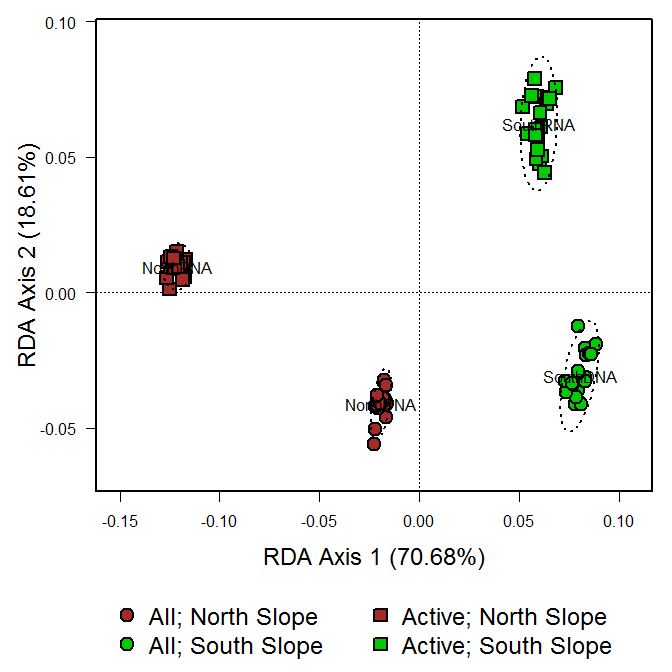 0.10
0.05
0.00
-0.05
RDA Axis 2 (18.61%)
-0.15 -0.10 -0.05 0.00 0.05 0.10
RDA Axis 1 (70.68%)
All; North Slope
Active; North Slope
All; South Slope
Active; South Slope